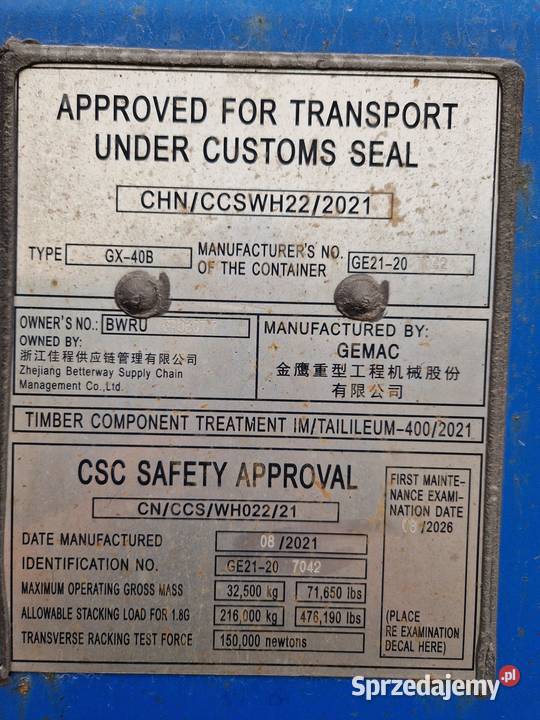 APPROVED FOR TRANSPORT
UNDER CUSTOMS SEAL
CHN/CCSWH22/2021
TYPE GX-40B
MANUFACTURER'S NO.
OF THE CONTAINER
GE21-20
OWNER'S NO.: BWRU
OWNED BY:
浙江佳程供应链管理有限公司
Zhejiang Betterway Supply Chain
Management Co.,Ltd.
MANUFACTURED BY:
GEMAC
金鹰重型工程机械股份
有限公司
TIMBER COMPONENT TREATMENT IM/TAILILEUM-400/2021
CSC SAFETY APPROVAL
CN/CCS/WH022/21
DATE MANUFACTURED 08/2021
IDENTIFICATION NO. GE21-20 7042
MAXIMUM OPERATING GROSS MASS 32,500 kg 71,650 lbs
ALLOWABLE STACKING LOAD FOR 1.8G 216,000 kg 476,190 lbs
TRANSVERSE RACKING TEST FORCE 150,000 newtons
FIRST MAINTE-
NANCE EXAMI-
NATION DATE
08/2026
(PLACE
RE EXAMINATION
DECAL HERE)
Sprzedajemy.pl